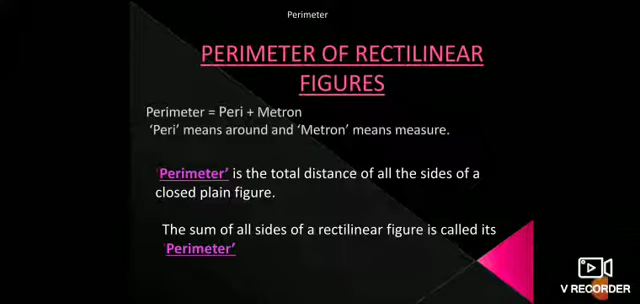 Perimeter
PERIMETER OF RECTILINEAR
FIGURES
Perimeter = Peri + Metron
‘Peri’ means around and ‘Metron’ means measure.
‘Perimeter’ is the total distance of all the sides of a
closed plain figure.
The sum of all sides of a rectilinear figure is called its
‘Perimeter’
V RECORDER